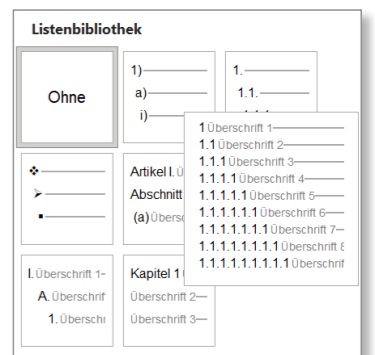 Listenbibliothek
Ohne
1)
a)
i)
1.
1.1.
1 Überschrift 1
1.1 Überschrift 2
1.1.1 Überschrift 3
1.1.1.1 Überschrift 4
1.1.1.1.1 Überschrift 5
1.1.1.1.1.1 Überschrift 6
1.1.1.1.1.1.1 Überschrift 7
1.1.1.1.1.1.1.1 Überschrift 8
1.1.1.1.1.1.1.1.1 Überschrif
Artikel I. Ü
Abschnitt
(a) Übersc
I. Überschrift 1
A. Überschrif
1. Überschr
Kapitel 1
Überschrift 2
Überschrift 3